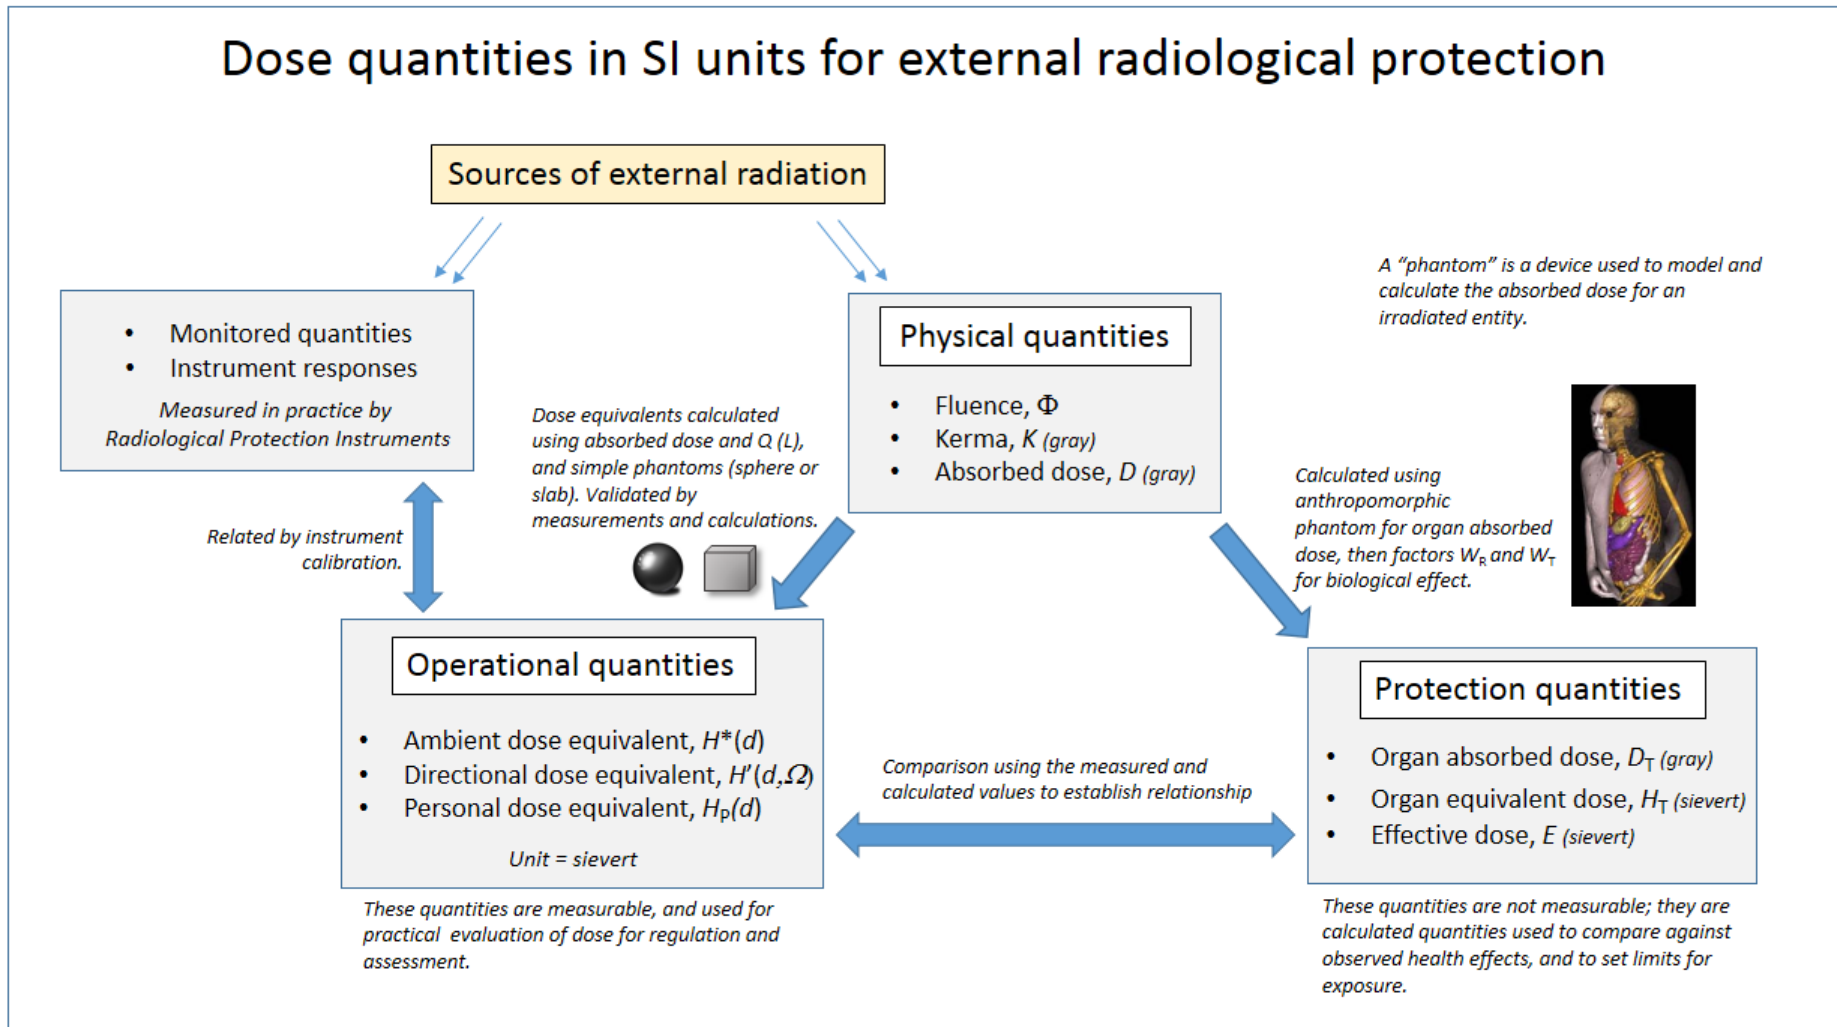 Dose quantities in SI units for external radiological protection
Sources of external radiation
A “phantom” is a device used to model and
calculate the absorbed dose for an
irradiated entity.
• Monitored quantities
• Instrument responses
Measured in practice by
Radiological Protection Instruments
Physical quantities
• Fluence, Φ
• Kerma, K (gray)
• Absorbed dose, D (gray)
Dose equivalents calculated
using absorbed dose and Q (L),
and simple phantoms (sphere or
slab). Validated by
measurements and calculations.
Calculated using
anthropomorphic
phantom for organ absorbed
dose, then factors W_R and W_T
for biological effect.
Related by instrument
calibration.
Operational quantities
• Ambient dose equivalent, H*(d)
• Directional dose equivalent, H'(d,Ω)
• Personal dose equivalent, H_P(d)
Unit = sievert
Comparison using the measured and
calculated values to establish relationship
Protection quantities
• Organ absorbed dose, D_T (gray)
• Organ equivalent dose, H_T (sievert)
• Effective dose, E (sievert)
These quantities are measurable, and used for
practical evaluation of dose for regulation and
assessment.
These quantities are not measurable; they are
calculated quantities used to compare against
observed health effects, and to set limits for
exposure.